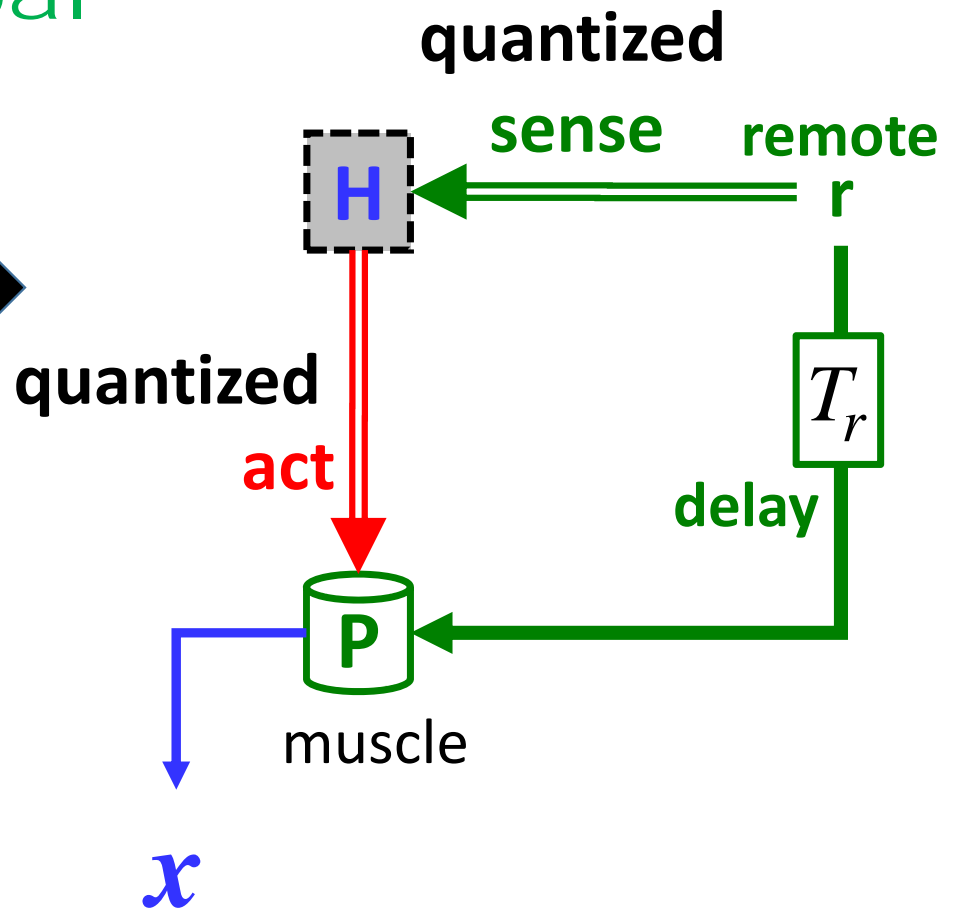 quantized
sense
remote
H
r
quantized
T_r
act
delay
P
muscle
x